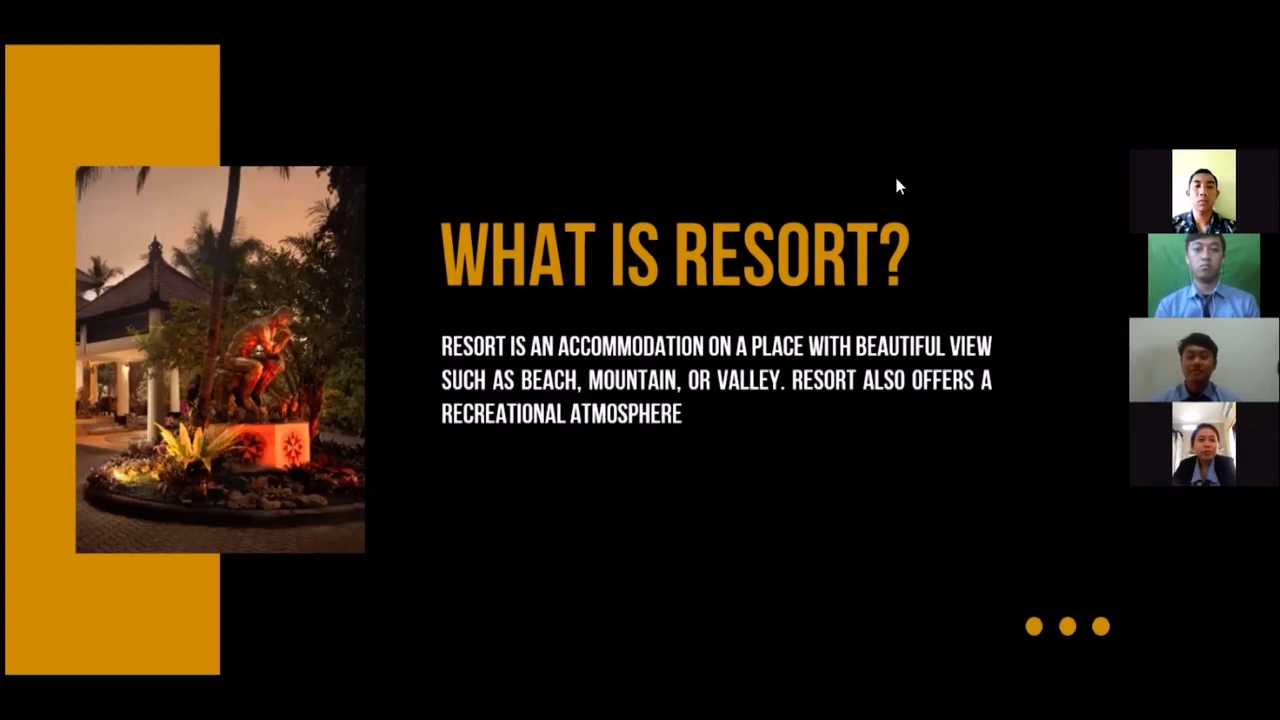 WHAT IS RESORT?
RESORT IS AN ACCOMMODATION ON A PLACE WITH BEAUTIFUL VIEW
SUCH AS BEACH, MOUNTAIN, OR VALLEY. RESORT ALSO OFFERS A
RECREATIONAL ATMOSPHERE